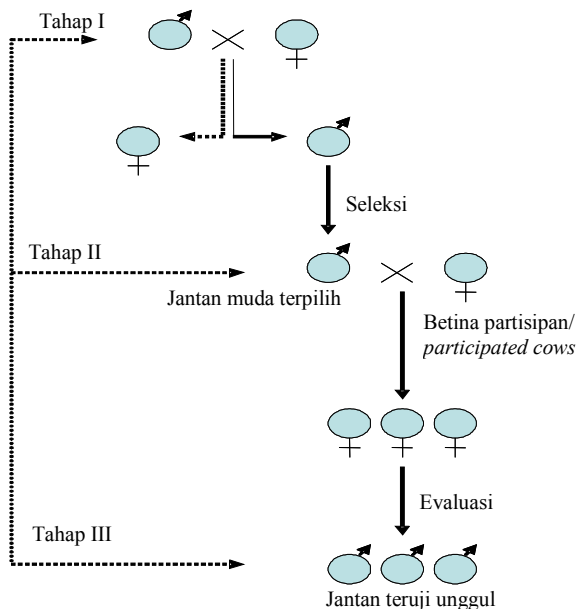 Tahap I
Seleksi
Tahap II
Jantan muda terpilih
Betina partisipan/
participated cows
Evaluasi
Tahap III
Jantan teruji unggul